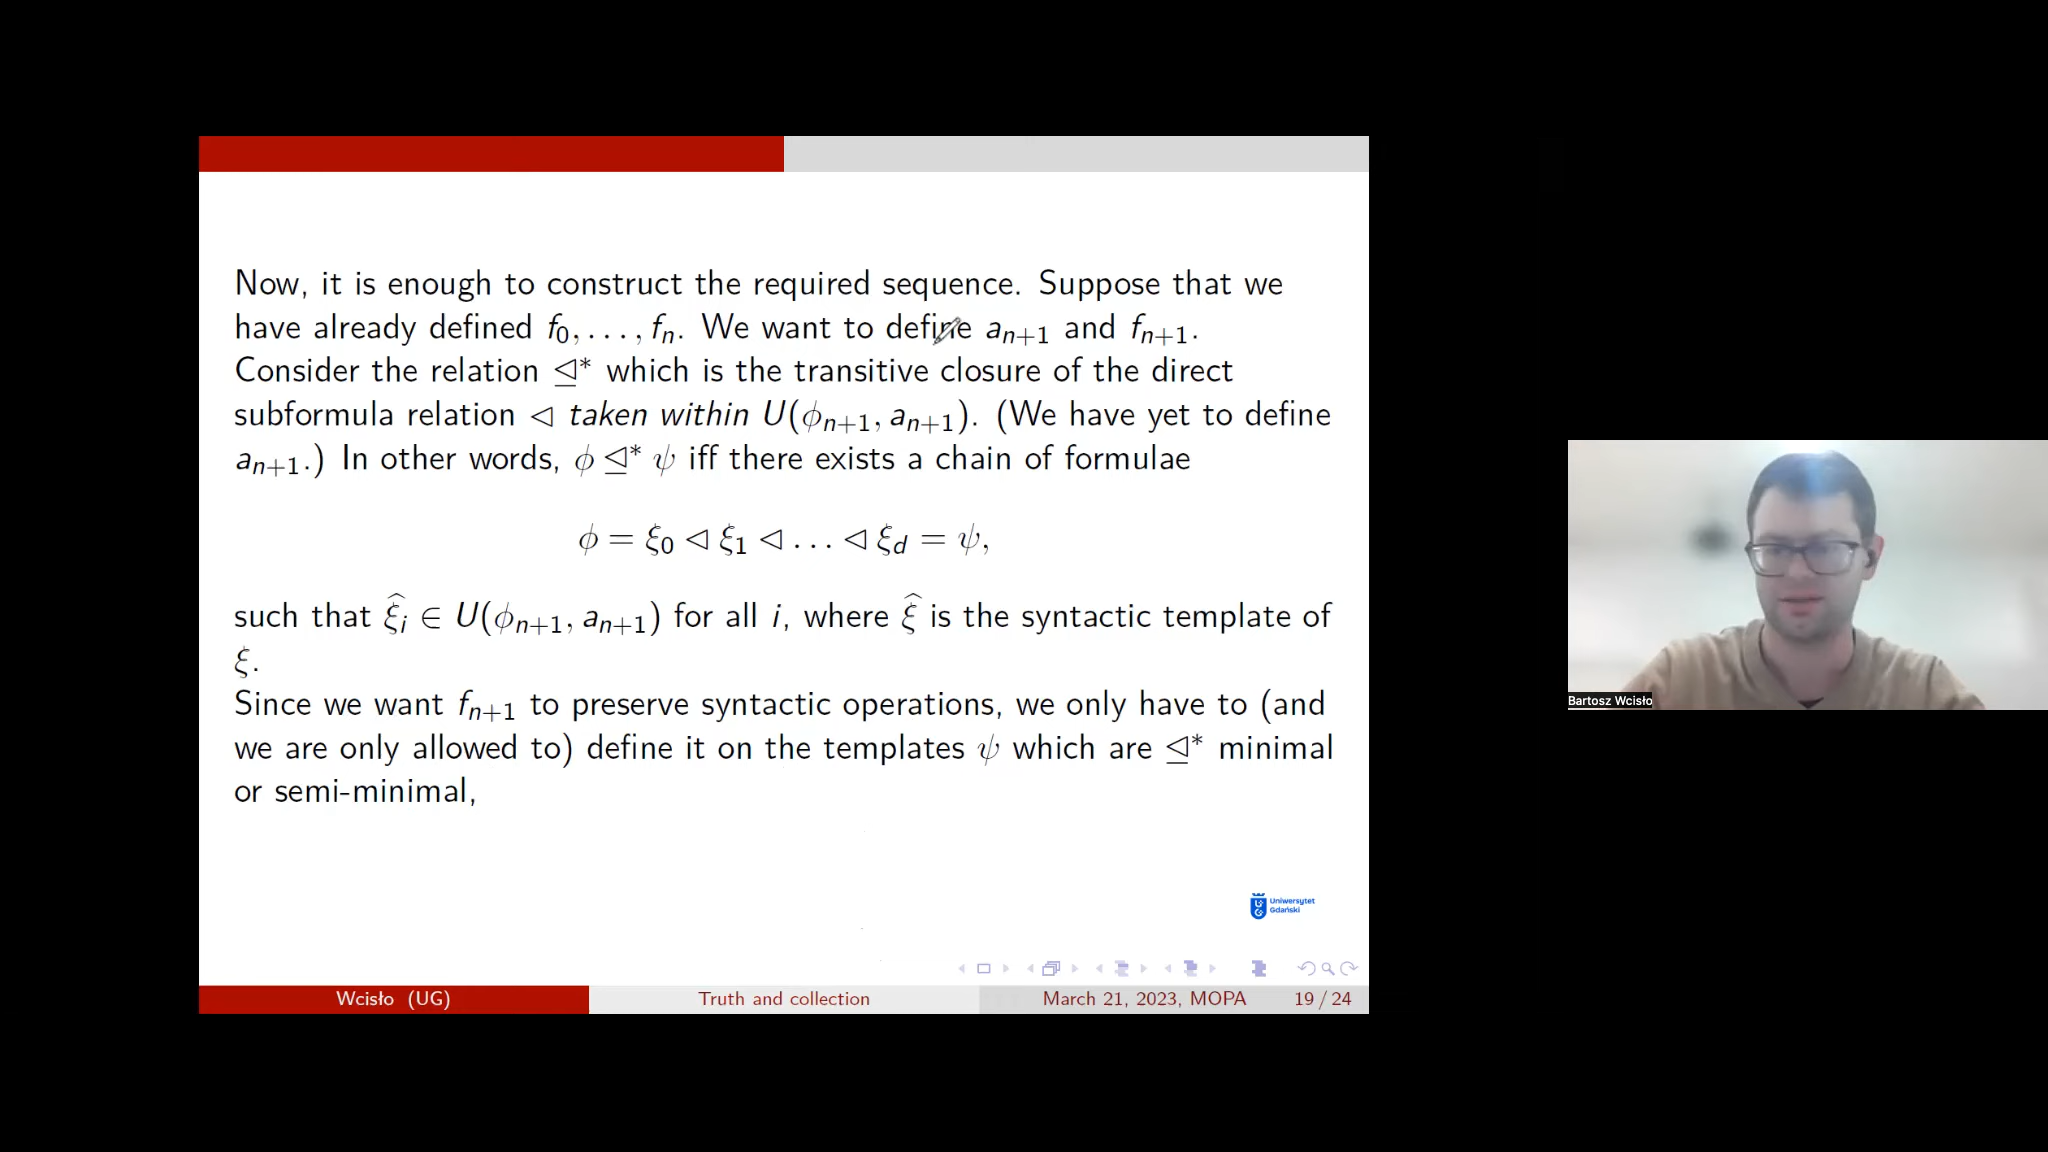 Now, it is enough to construct the required sequence. Suppose that we
have already defined f₀, . . . , fₙ. We want to define aₙ₊₁ and fₙ₊₁.
Consider the relation ⊴* which is the transitive closure of the direct
subformula relation ◁ taken within U(ϕₙ₊₁, aₙ₊₁). (We have yet to define
aₙ₊₁.) In other words, ϕ ⊴* ψ iff there exists a chain of formulae
ϕ = ξ₀ ◁ ξ₁ ◁ . . . ◁ ξ_d = ψ,
such that ξ̂ᵢ ∈ U(ϕₙ₊₁, aₙ₊₁) for all i, where ξ̂ is the syntactic template of
ξ.
Since we want fₙ₊₁ to preserve syntactic operations, we only have to (and
we are only allowed to) define it on the templates ψ which are ⊴* minimal
or semi-minimal,
Uniwersytet
Gdański
Wcisło (UG) Truth and collection March 21, 2023, MOPA 19 / 24
Bartosz Wcisło